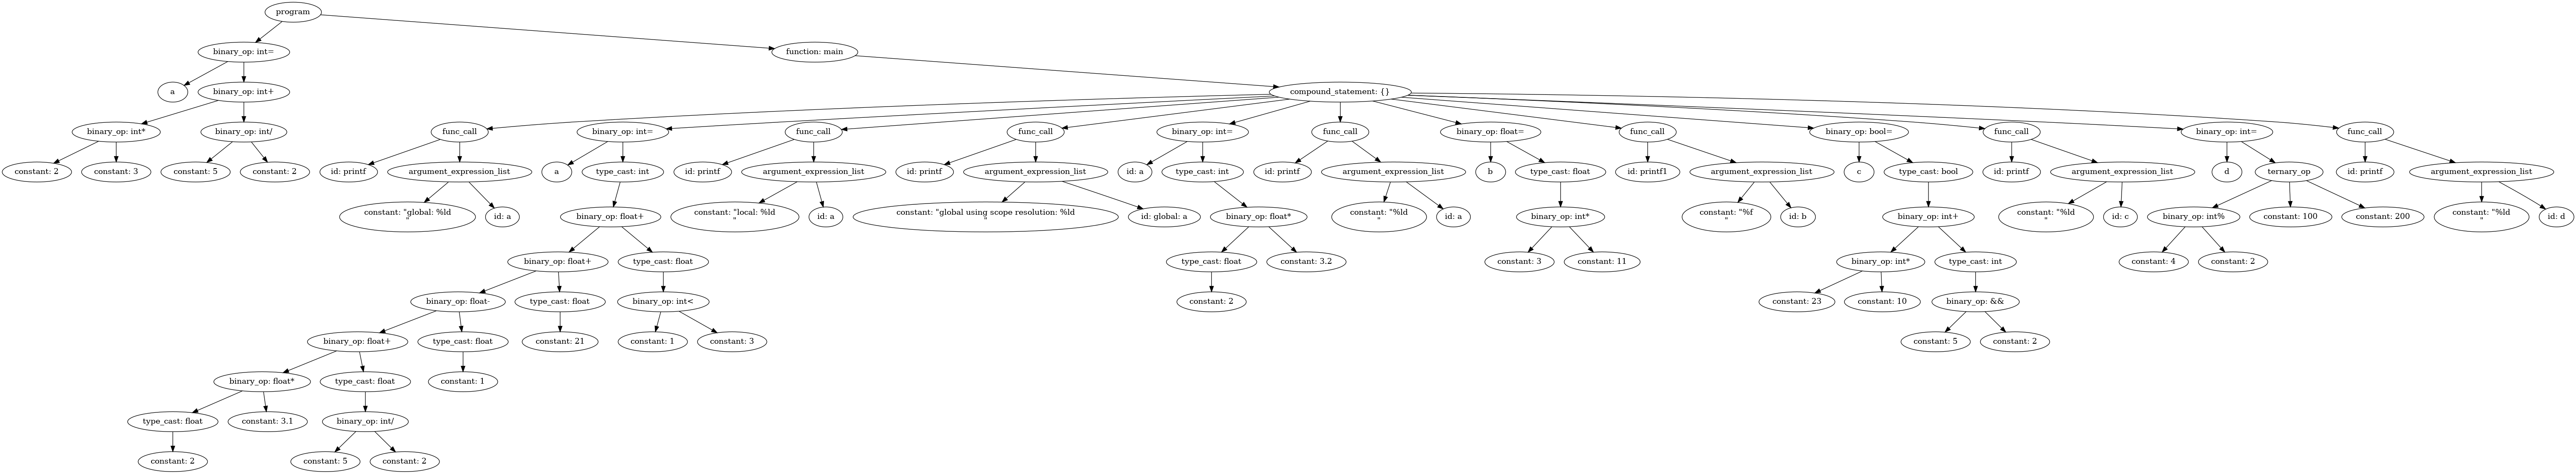 program
binary_op: int=
function: main
a
binary_op: int+
compound_statement: {}
binary_op: int*
binary_op: int/
func_call
binary_op: int=
func_call
func_call
binary_op: int=
func_call
binary_op: float=
func_call
binary_op: bool=
func_call
binary_op: int=
func_call
constant: 2
constant: 3
constant: 5
constant: 2
id: printf
argument_expression_list
a
type_cast: int
id: printf
argument_expression_list
id: printf
argument_expression_list
id: a
type_cast: int
id: printf
argument_expression_list
b
type_cast: float
id: printf1
argument_expression_list
c
type_cast: bool
id: printf
argument_expression_list
d
ternary_op
id: printf
argument_expression_list
constant: "global: %ld
"
id: a
binary_op: float+
constant: "local: %ld
"
id: a
constant: "global using scope resolution: %ld
"
id: global: a
binary_op: float*
constant: "%ld
"
id: a
binary_op: int*
constant: "%f
"
id: b
binary_op: int+
constant: "%ld
"
id: c
binary_op: int%
constant: 100
constant: 200
constant: "%ld
"
id: d
binary_op: float+
type_cast: float
type_cast: float
constant: 3.2
constant: 3
constant: 11
binary_op: int*
type_cast: int
constant: 4
constant: 2
binary_op: float-
type_cast: float
binary_op: int<
constant: 2
constant: 23
constant: 10
binary_op: &&
binary_op: float+
type_cast: float
constant: 21
constant: 1
constant: 3
constant: 5
constant: 2
binary_op: float*
type_cast: float
constant: 1
type_cast: float
constant: 3.1
binary_op: int/
constant: 2
constant: 5
constant: 2